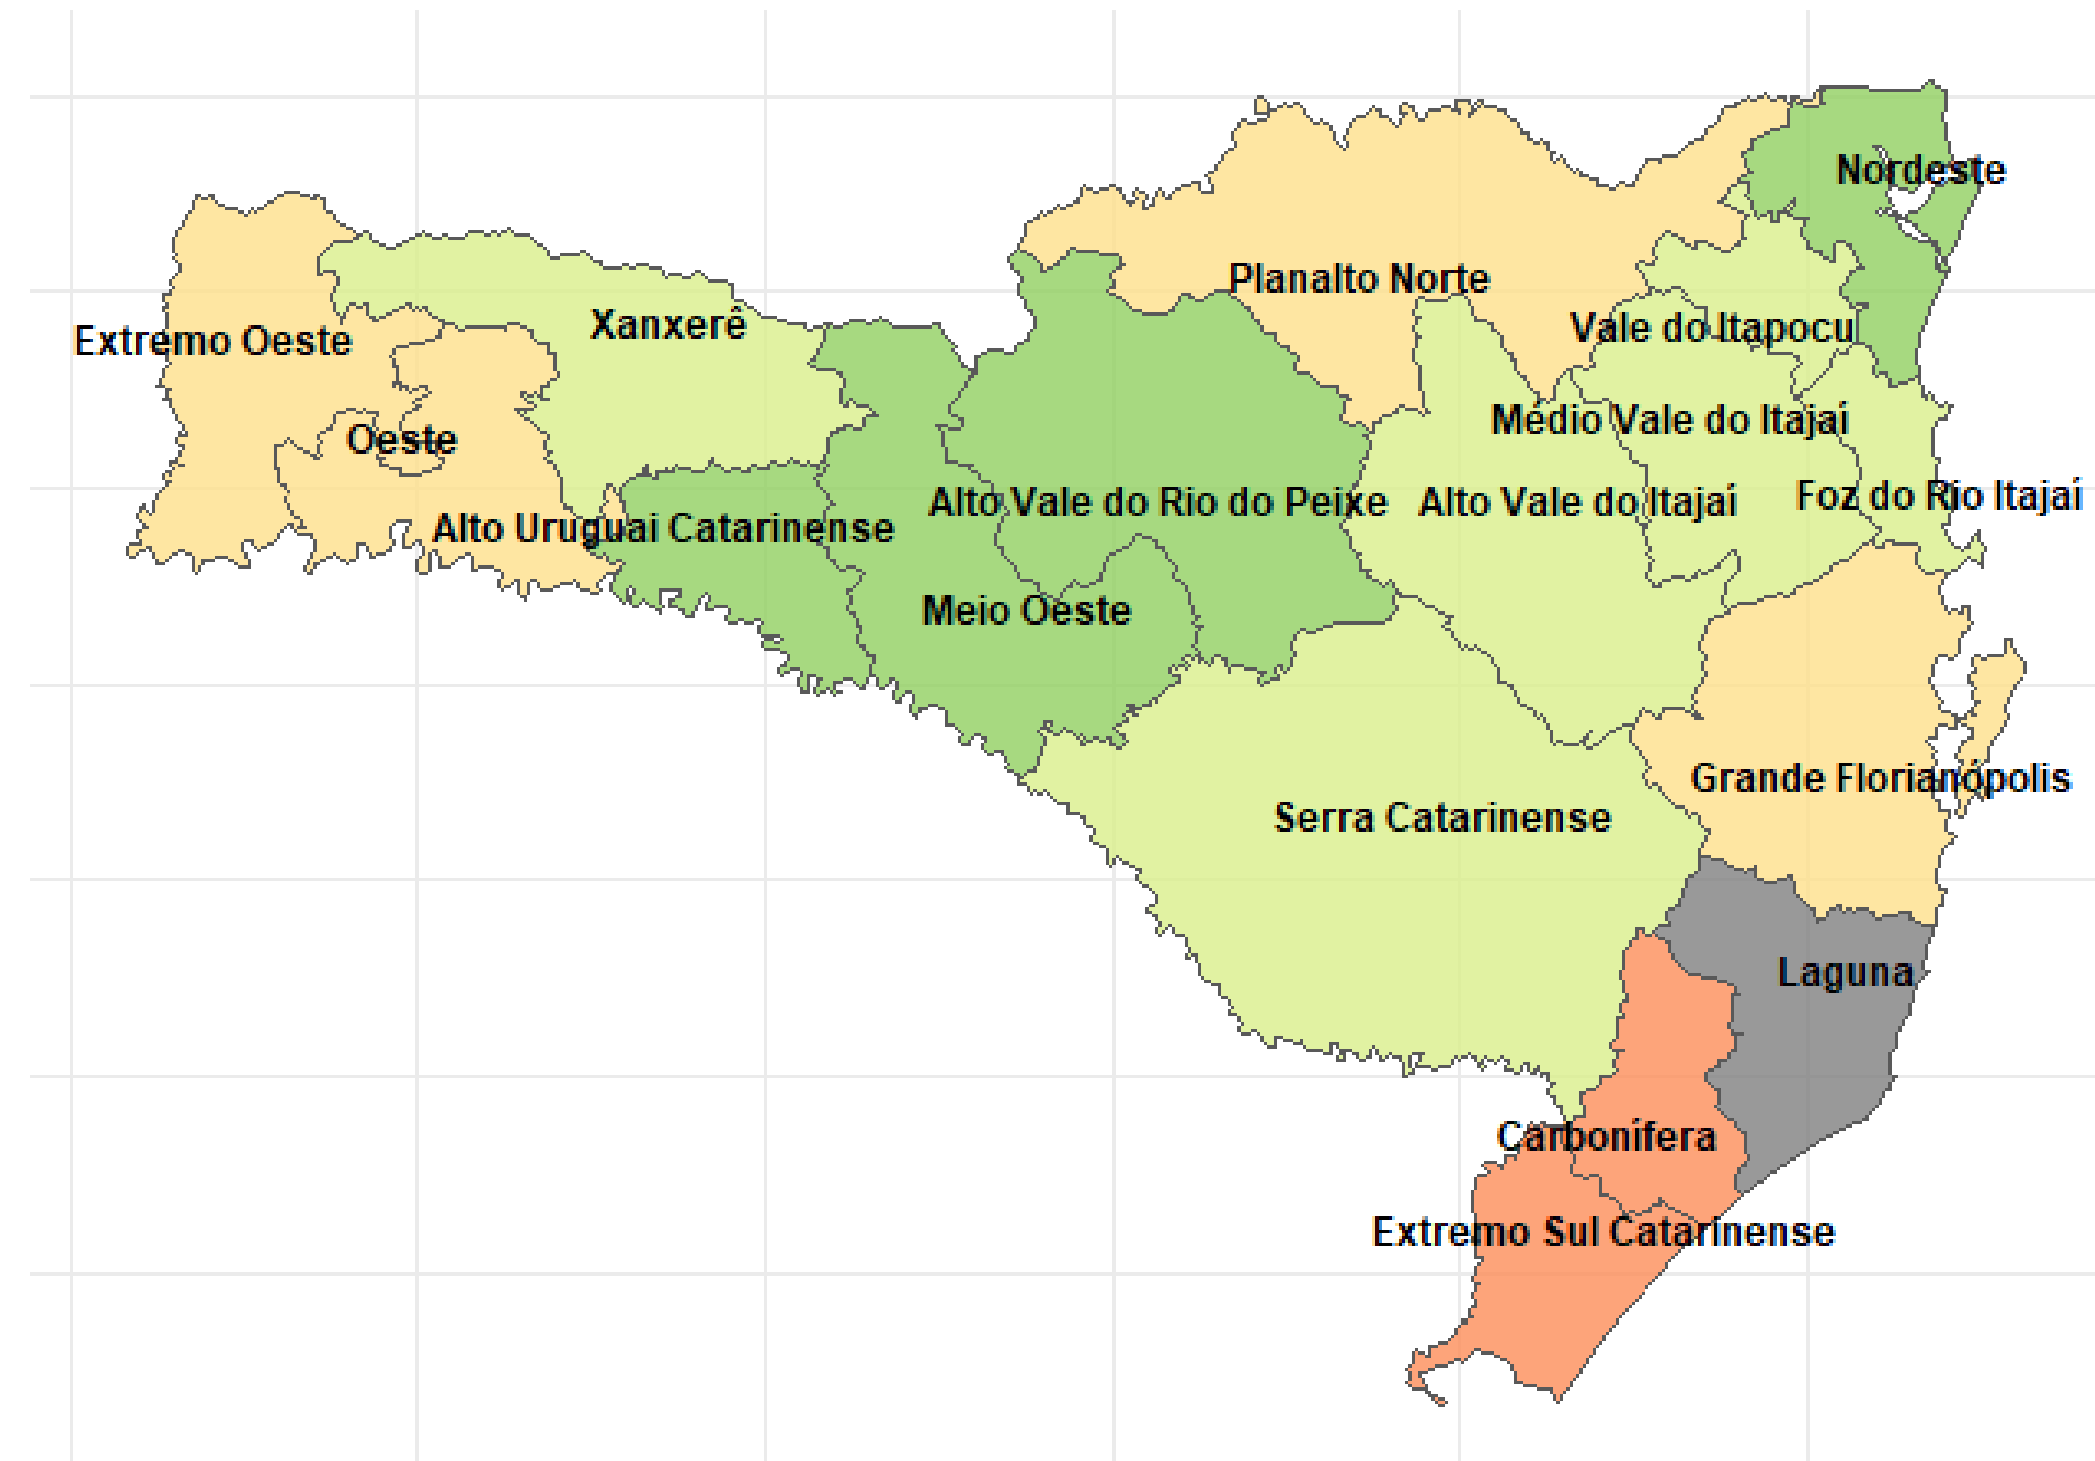 Nordeste
Planalto Norte
Xanxerê
Vale do Itapocu
Extremo Oeste
Médio Vale do Itajaí
Oeste
Foz do Rio Itajaí
Alto Vale do Rio do Peixe
Alto Vale do Itajaí
Alto Uruguai Catarinense
Meio Oeste
Grande Florianópolis
Serra Catarinense
Laguna
Carbonífera
Extremo Sul Catarinense